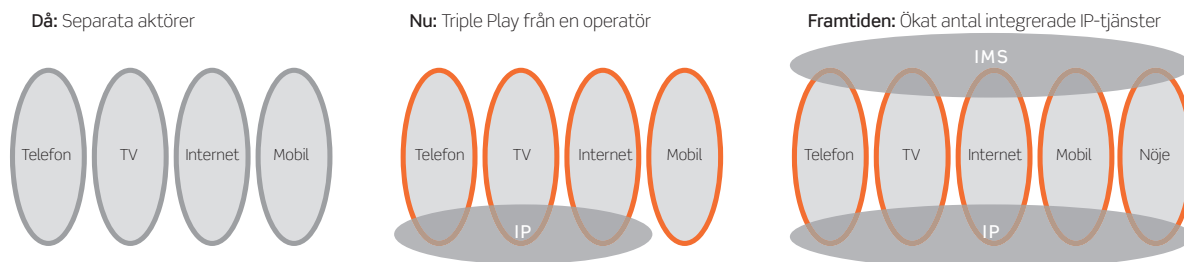 Då: Separata aktörer
Telefon
TV
Internet
Mobil
Nu: Triple Play från en operatör
Telefon
TV
Internet
Mobil
IP
Framtiden: Ökat antal integrerade IP-tjänster
IMS
Telefon
TV
Internet
Mobil
Nöje
IP